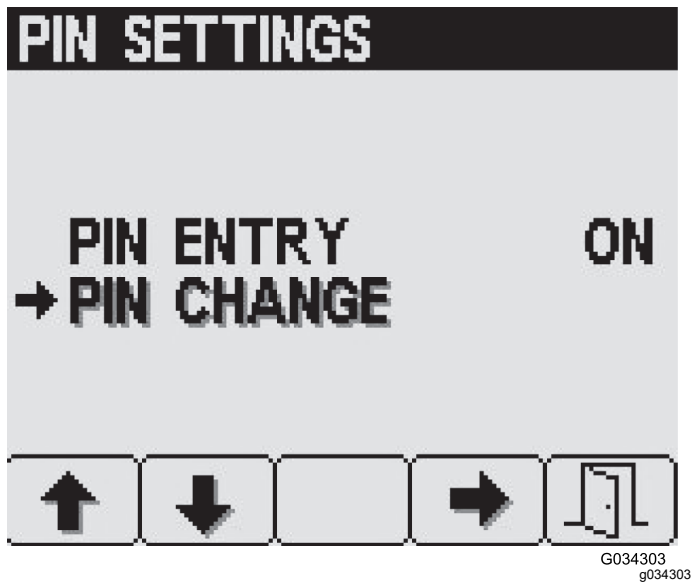 PIN SETTINGS
PIN ENTRY ON
PIN CHANGE
G034303
g034303